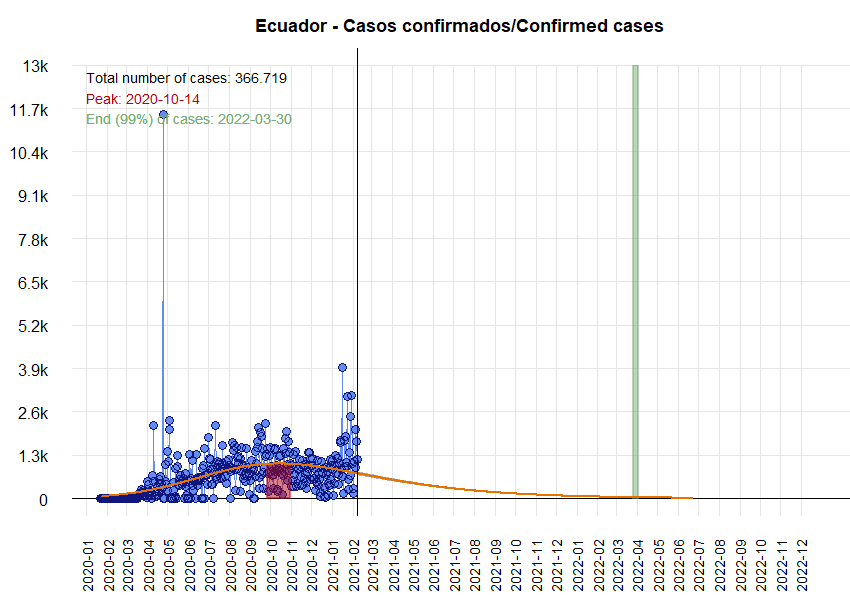 Ecuador - Casos confirmados/Confirmed cases
Total number of cases: 366.719
Peak: 2020-10-14
End (99%) of cases: 2022-03-30
13k
11.7k
10.4k
9.1k
7.8k
6.5k
5.2k
3.9k
2.6k
1.3k
0
2020-01
2020-02
2020-03
2020-04
2020-05
2020-06
2020-07
2020-08
2020-09
2020-10
2020-11
2020-12
2021-01
2021-02
2021-03
2021-04
2021-05
2021-06
2021-07
2021-08
2021-09
2021-10
2021-11
2021-12
2022-01
2022-02
2022-03
2022-04
2022-05
2022-06
2022-07
2022-08
2022-09
2022-10
2022-11
2022-12